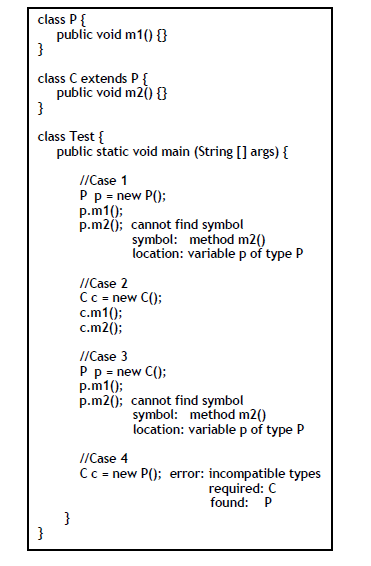 class P {
public void m1() {}
}
class C extends P {
public void m2() {}
}
class Test {
public static void main (String [] args) {
//Case 1
P p = new P();
p.m1();
p.m2(); cannot find symbol
symbol: method m2()
location: variable p of type P
//Case 2
C c = new C();
c.m1();
c.m2();
//Case 3
P p = new C();
p.m1();
p.m2(); cannot find symbol
symbol: method m2()
location: variable p of type P
//Case 4
C c = new P(); error: incompatible types
required: C
found: P
}
}